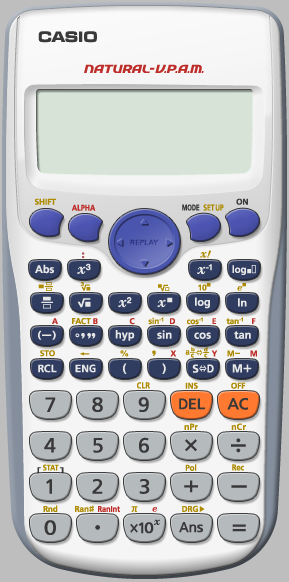 CASIO
NATURAL-V.P.A.M.
SHIFT ALPHA MODE SETUP ON
REPLAY
: x!
Abs x³ x⁻¹ log
³√ 10■ e■
√■ x² x■ log ln
A FACT B C sin⁻¹ D cos⁻¹ E tan⁻¹ F
(−) °,,, hyp sin cos tan
STO ← % , X Y M− M
RCL ENG ( ) S⇔D M+
CLR INS OFF
7 8 9 DEL AC
nPr nCr
4 5 6 × ÷
STAT Pol Rec
1 2 3 + −
Rnd Ran# RanInt π e DRG▶
0 • ×10ˣ Ans =